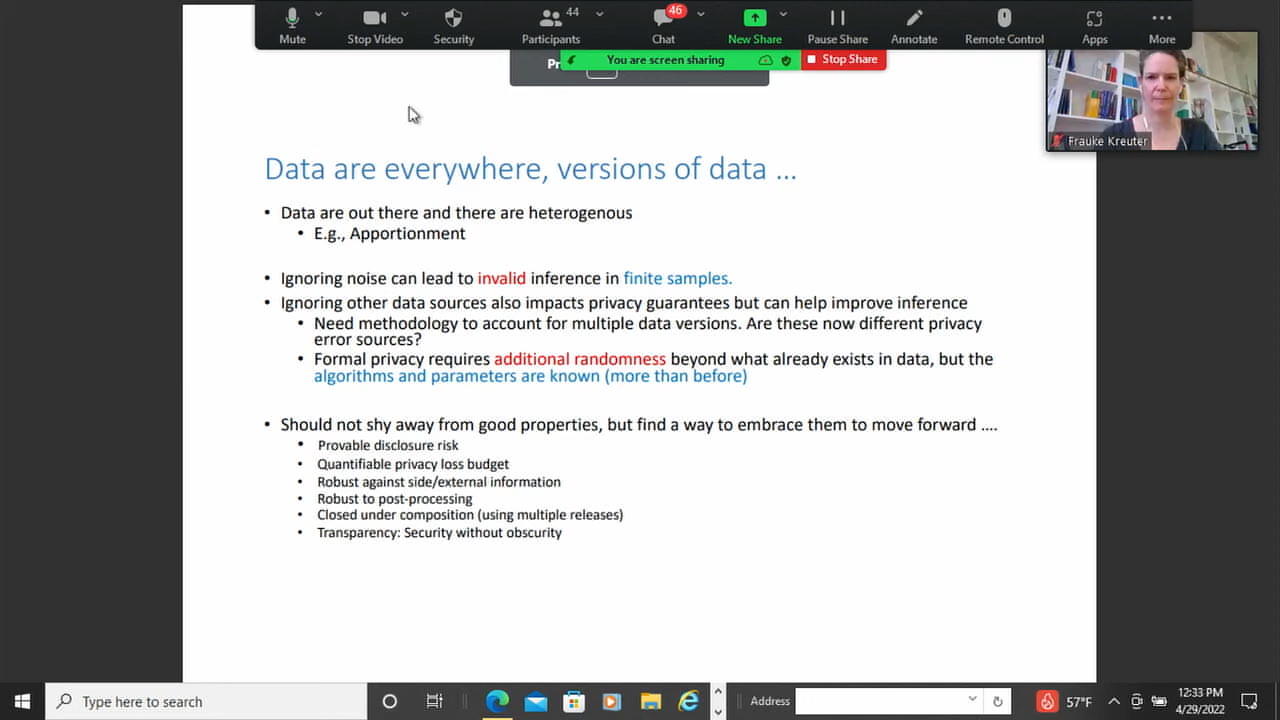 44
46
Mute
Stop Video
Security
Participants
Chat
New Share
Pause Share
Annotate
Remote Control
Apps
More
You are screen sharing
Stop Share
Frauke Kreuter
Data are everywhere, versions of data ...
• Data are out there and there are heterogenous
• E.g., Apportionment
• Ignoring noise can lead to invalid inference in finite samples.
• Ignoring other data sources also impacts privacy guarantees but can help improve inference
• Need methodology to account for multiple data versions. Are these now different privacy
error sources?
• Formal privacy requires additional randomness beyond what already exists in data, but the
algorithms and parameters are known (more than before)
• Should not shy away from good properties, but find a way to embrace them to move forward ....
• Provable disclosure risk
• Quantifiable privacy loss budget
• Robust against side/external information
• Robust to post-processing
• Closed under composition (using multiple releases)
• Transparency: Security without obscurity
Type here to search
Address
57°F
12:33 PM
4/29/2022